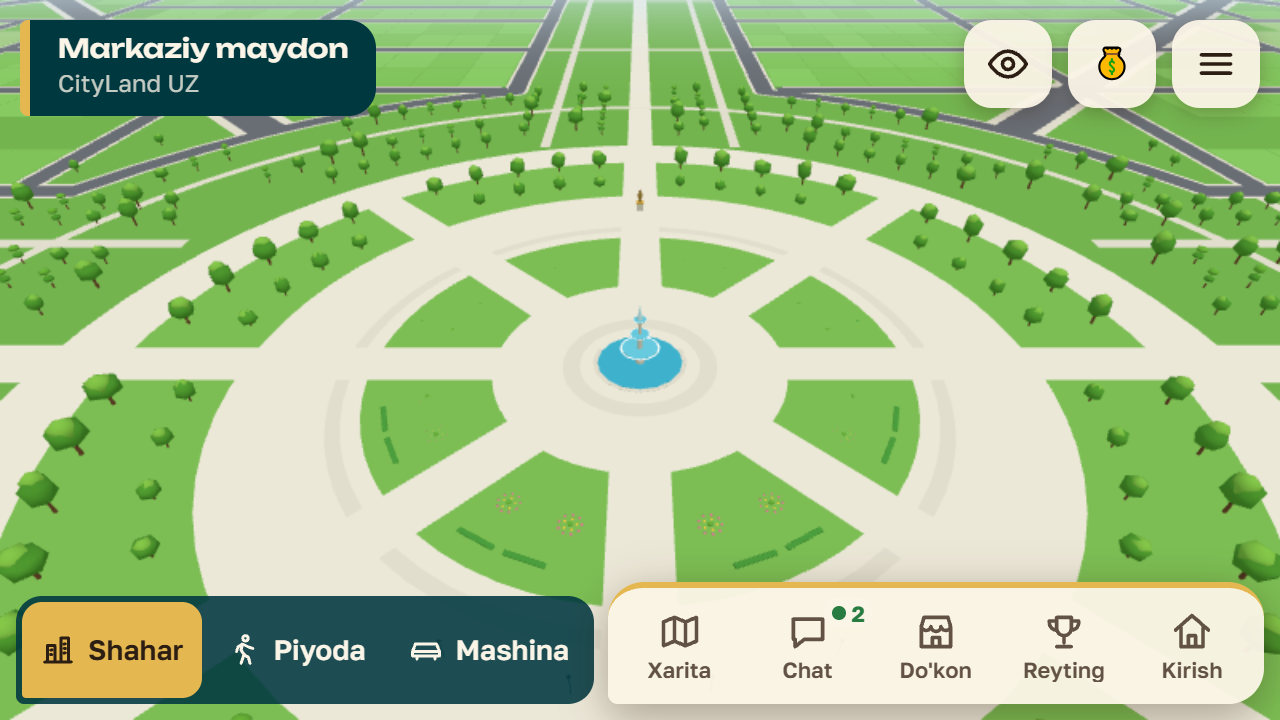 Markaziy maydon
CityLand UZ
Shahar
Piyoda
Mashina
Xarita
2
Chat
Do'kon
Reyting
Kirish